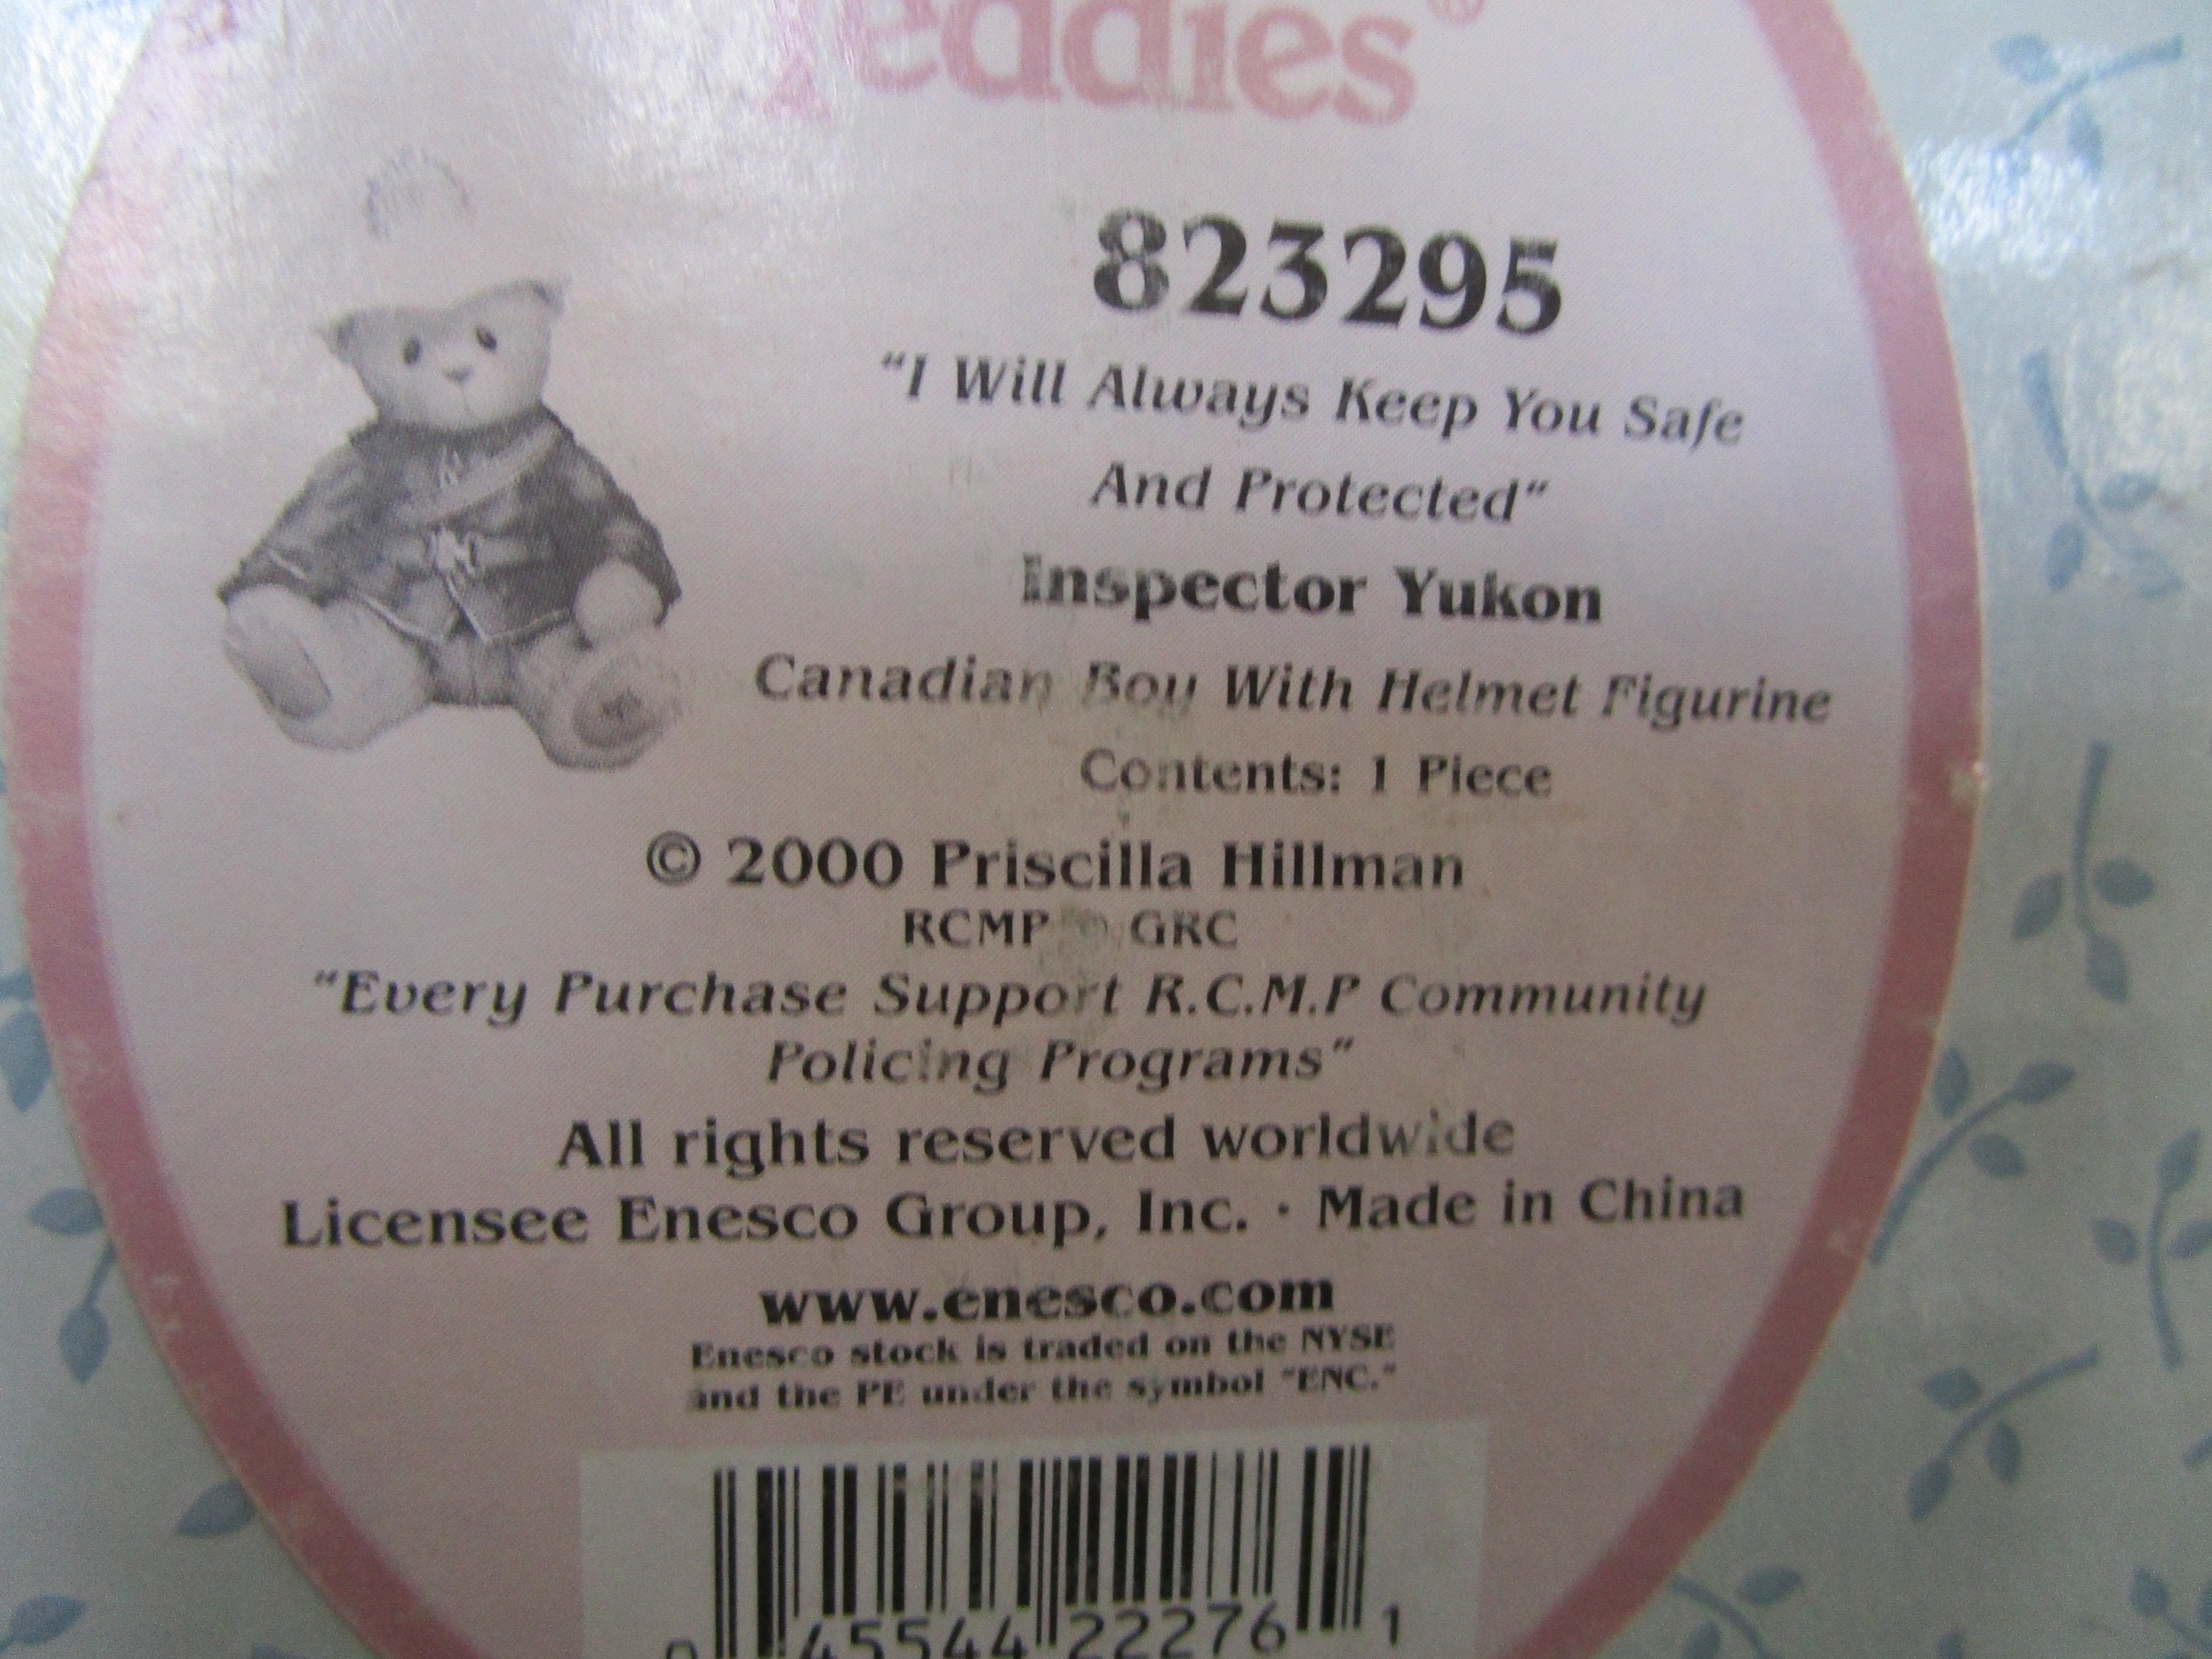 Teddies®
823295
"I Will Always Keep You Safe
And Protected"
Inspector Yukon
Canadian Boy With Helmet Figurine
Contents: 1 Piece
© 2000 Priscilla Hillman
RCMP GRC
"Every Purchase Support R.C.M.P Community
Policing Programs"
All rights reserved worldwide
Licensee Enesco Group, Inc. · Made in China
www.enesco.com
Enesco stock is traded on the NYSE
and the PE under the symbol "ENC."
0 45544 22276 1